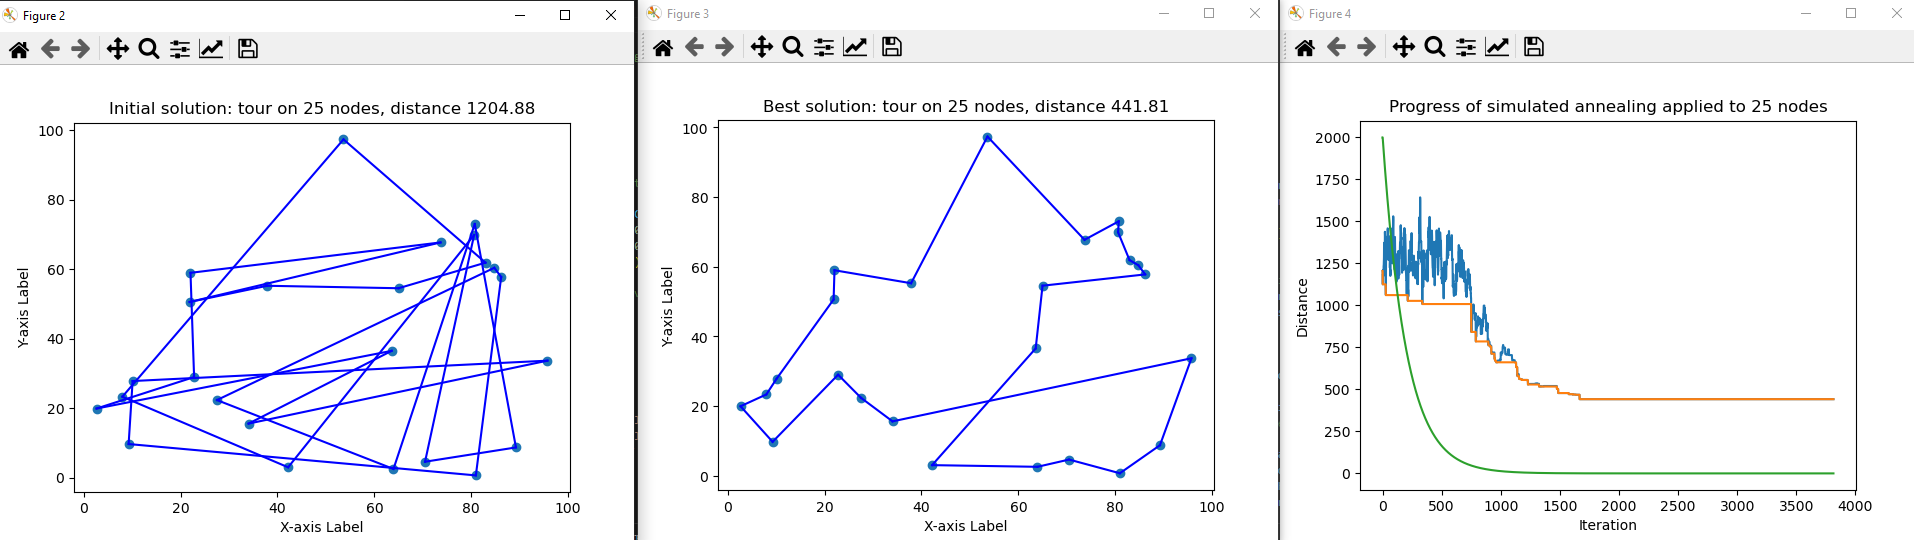 Figure 2
Initial solution: tour on 25 nodes, distance 1204.88
100
80
60
40
20
0
Y-axis Label
0 20 40 60 80 100
X-axis Label
Figure 3
Best solution: tour on 25 nodes, distance 441.81
100
80
60
40
20
0
Y-axis Label
0 20 40 60 80 100
X-axis Label
Figure 4
Progress of simulated annealing applied to 25 nodes
2000
1750
1500
1250
1000
750
500
250
0
Distance
0 500 1000 1500 2000 2500 3000 3500 4000
Iteration